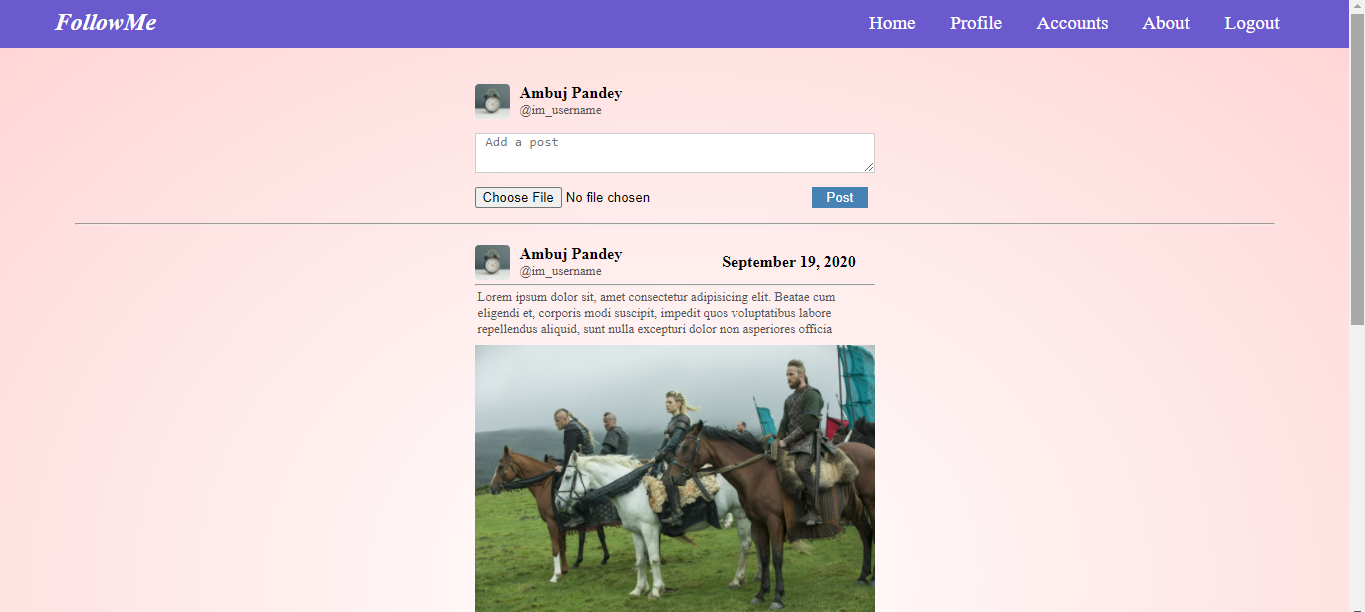 FollowMe
Home Profile Accounts About Logout
Ambuj Pandey
@im_username
Add a post
Choose File No file chosen
Post
Ambuj Pandey
@im_username
September 19, 2020
Lorem ipsum dolor sit, amet consectetur adipisicing elit. Beatae cum
eligendi et, corporis modi suscipit, impedit quos voluptatibus labore
repellendus aliquid, sunt nulla excepturi dolor non asperiores officia